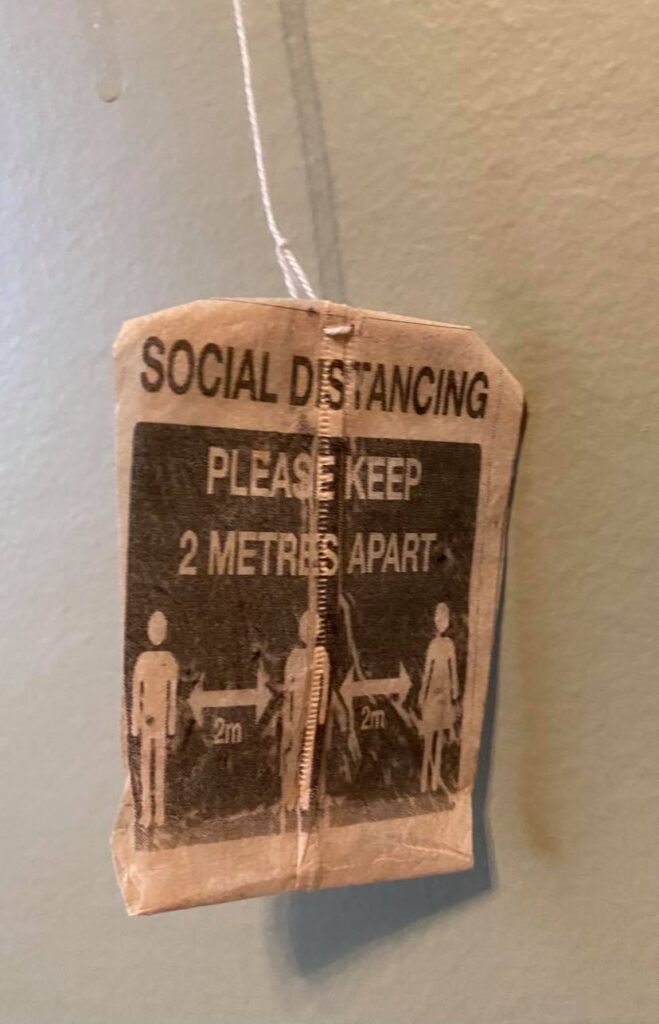 SOCIAL DISTANCING
PLEASE KEEP
2 METRES APART
2m
2m